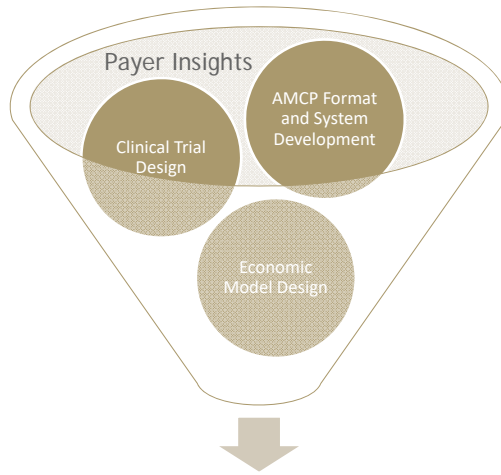 Payer Insights
AMCP Format
and System
Development
Clinical Trial
Design
Economic
Model Design